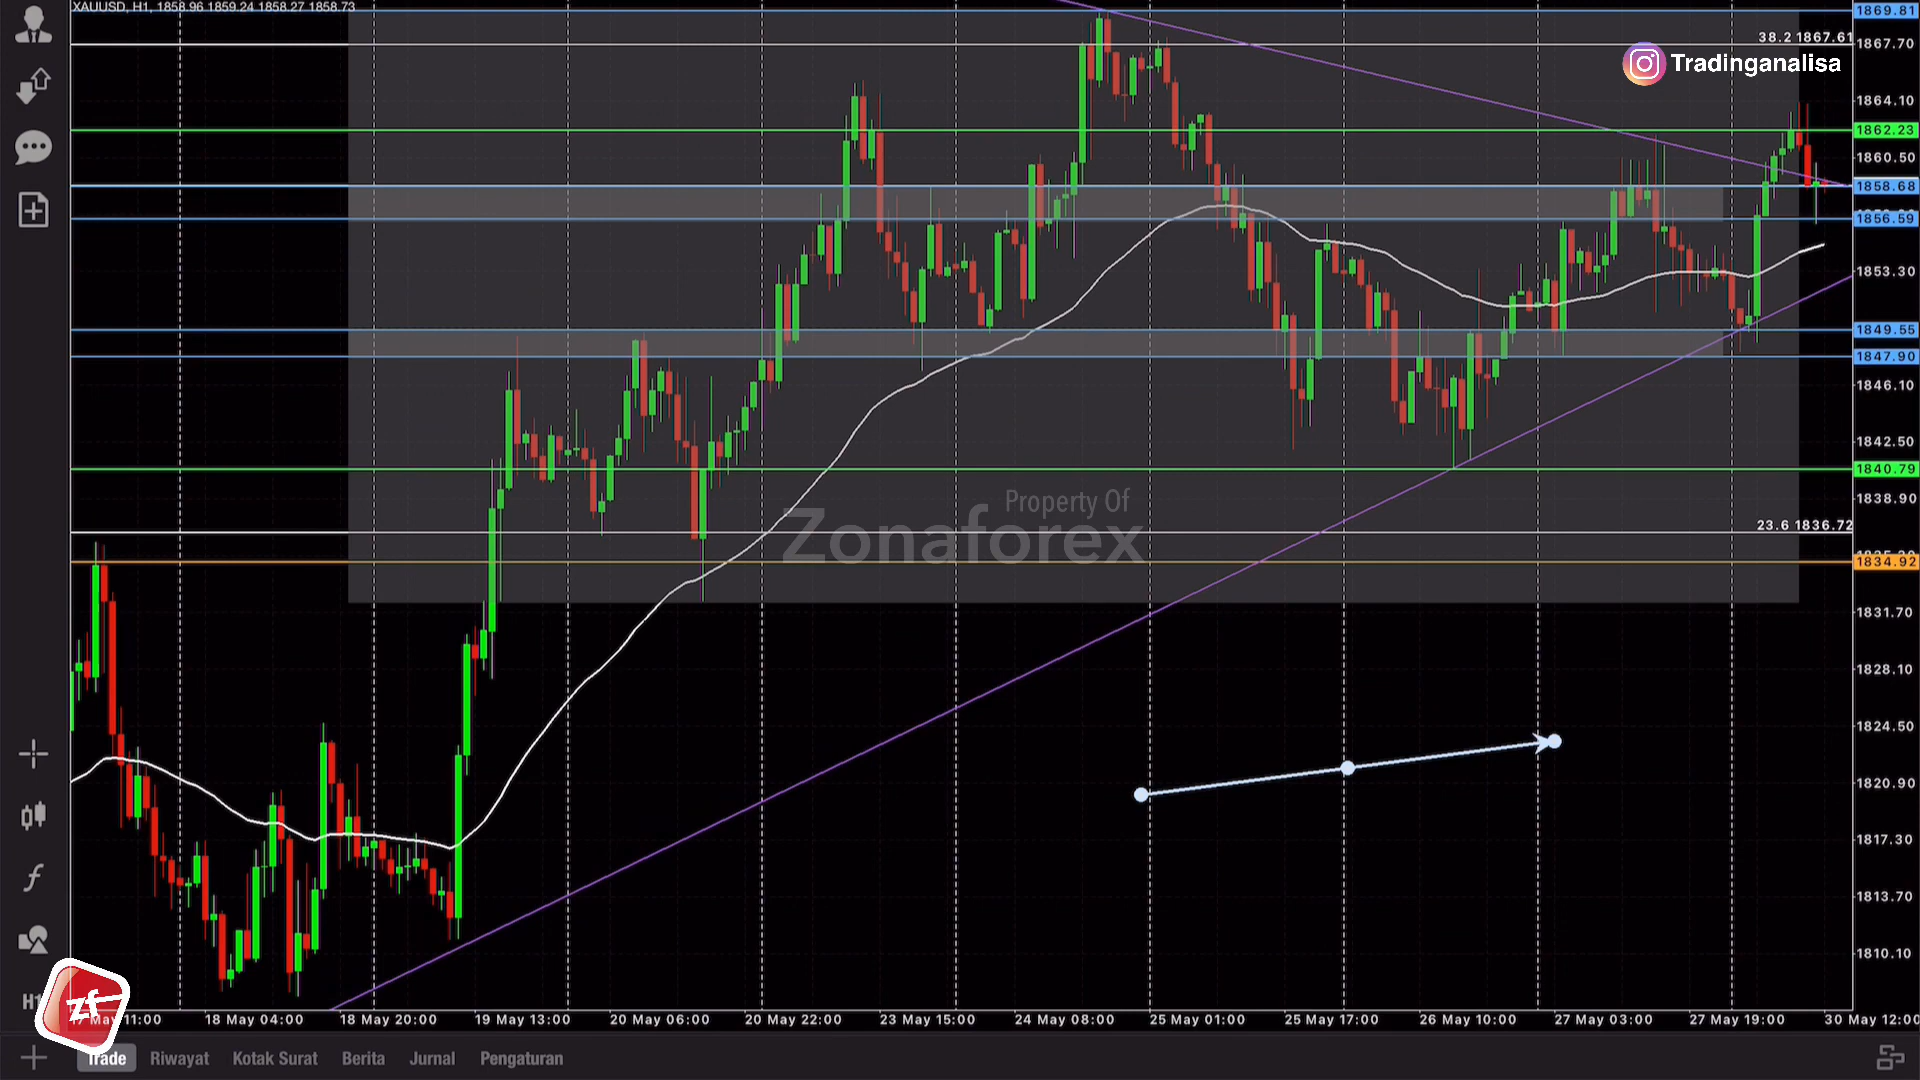 XAUUSD, H1, 1858.96 1859.24 1858.27 1858.73
1869.81
38.2 1867.61
1867.70
Tradinganalisa
1864.10
1862.23
1860.50
1858.68
1856.59
1853.30
1849.55
1847.90
1846.10
1842.50
1840.79
1838.90
Property Of
Zonaforex
23.6 1836.72
1834.92
1831.70
1828.10
1824.50
1820.90
1817.30
1813.70
1810.10
H1
zf
17 May 11:00
18 May 04:00
18 May 20:00
19 May 13:00
20 May 06:00
20 May 22:00
23 May 15:00
24 May 08:00
25 May 01:00
25 May 17:00
26 May 10:00
27 May 03:00
27 May 19:00
30 May 12:00
Trade
Riwayat
Kotak Surat
Berita
Jurnal
Pengaturan